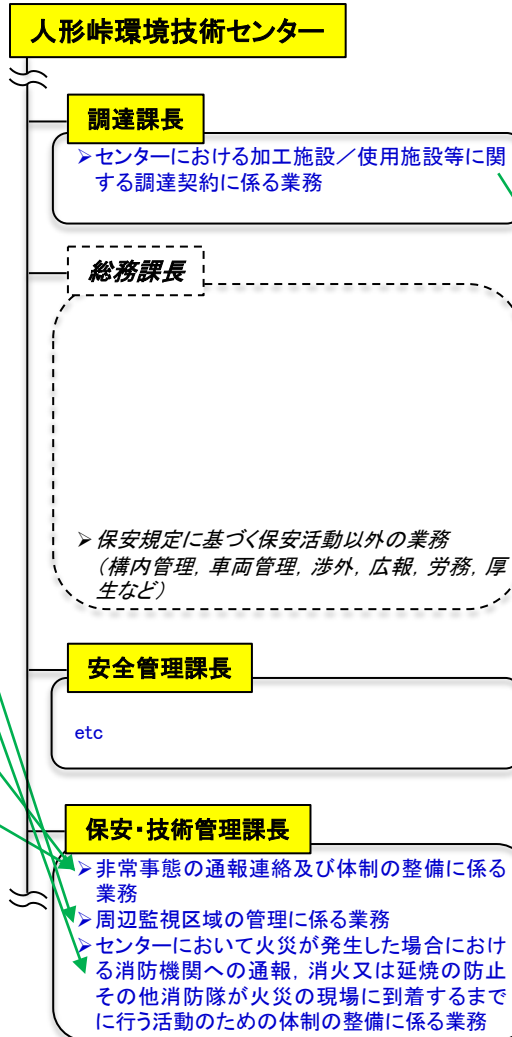 人形峠環境技術センター
調達課長
➢センターにおける加工施設／使用施設等に関
する調達契約に係る業務
総務課長
➢保安規定に基づく保安活動以外の業務
（構内管理，車両管理，渉外，広報，労務，厚
生など）
安全管理課長
etc
保安・技術管理課長
➢非常事態の通報連絡及び体制の整備に係る
業務
➢周辺監視区域の管理に係る業務
➢センターにおいて火災が発生した場合におけ
る消防機関への通報，消火又は延焼の防止
その他消防隊が火災の現場に到着するまで
に行う活動のための体制の整備に係る業務